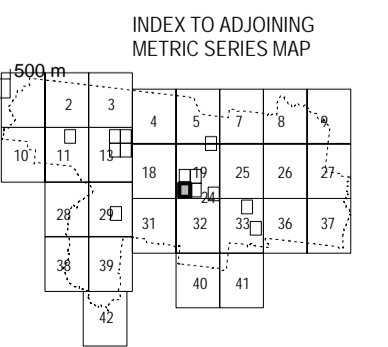 INDEX TO ADJOINING
METRIC SERIES MAP
500 m
2 3
4 5 7 8 9
10 11 13
18 19 25 26 27
24
28 29
31 32 33 36 37
38 39
40 41
42